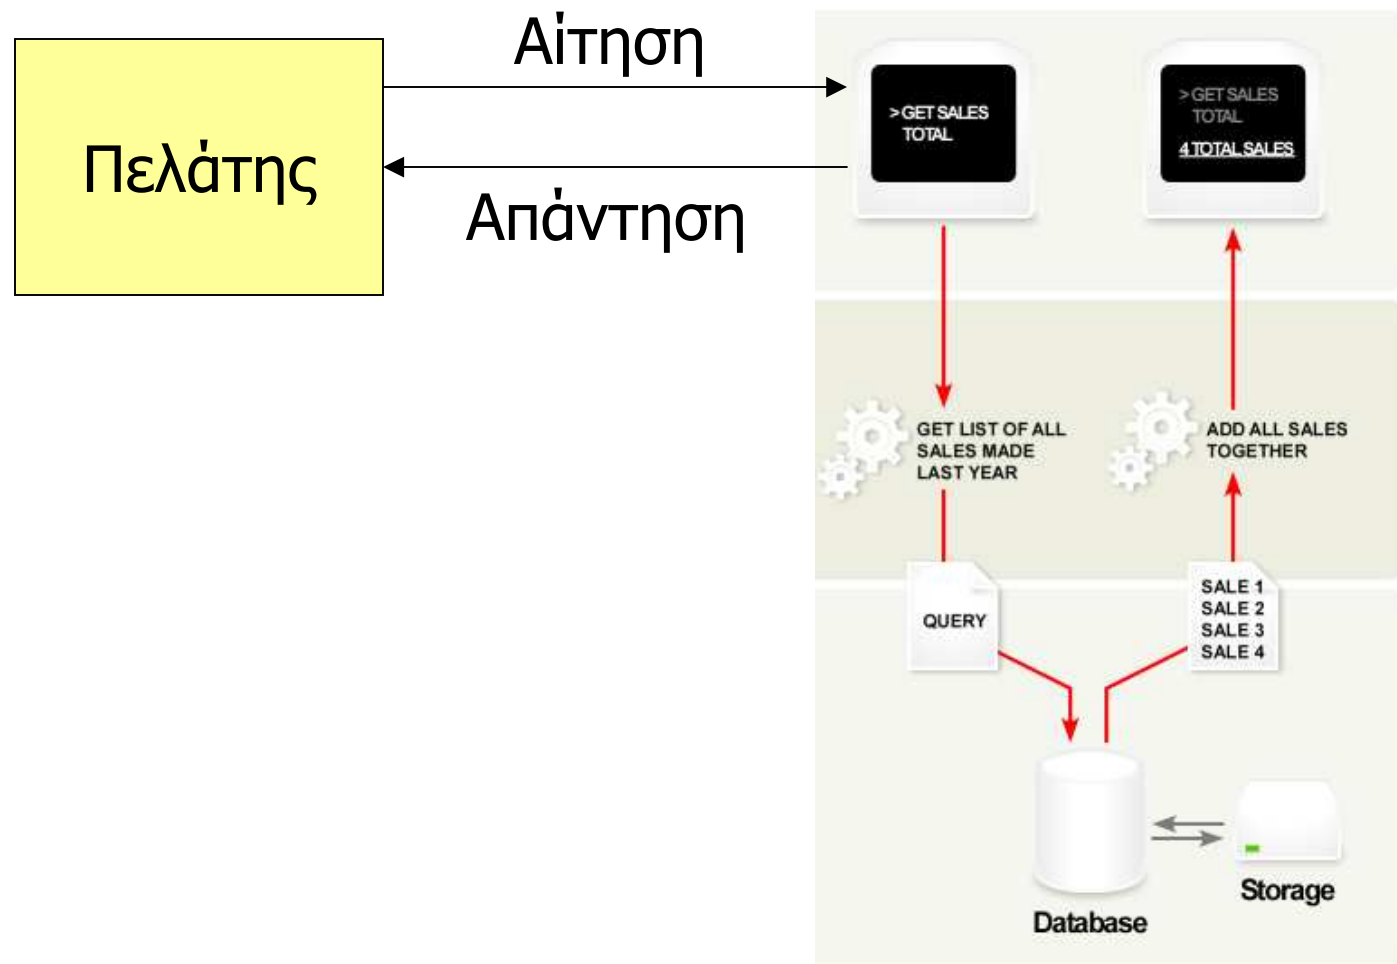 Αίτηση
Πελάτης
Απάντηση
> GET SALES
TOTAL
> GET SALES
TOTAL
4 TOTAL SALES
GET LIST OF ALL
SALES MADE
LAST YEAR
ADD ALL SALES
TOGETHER
QUERY
SALE 1
SALE 2
SALE 3
SALE 4
Database
Storage